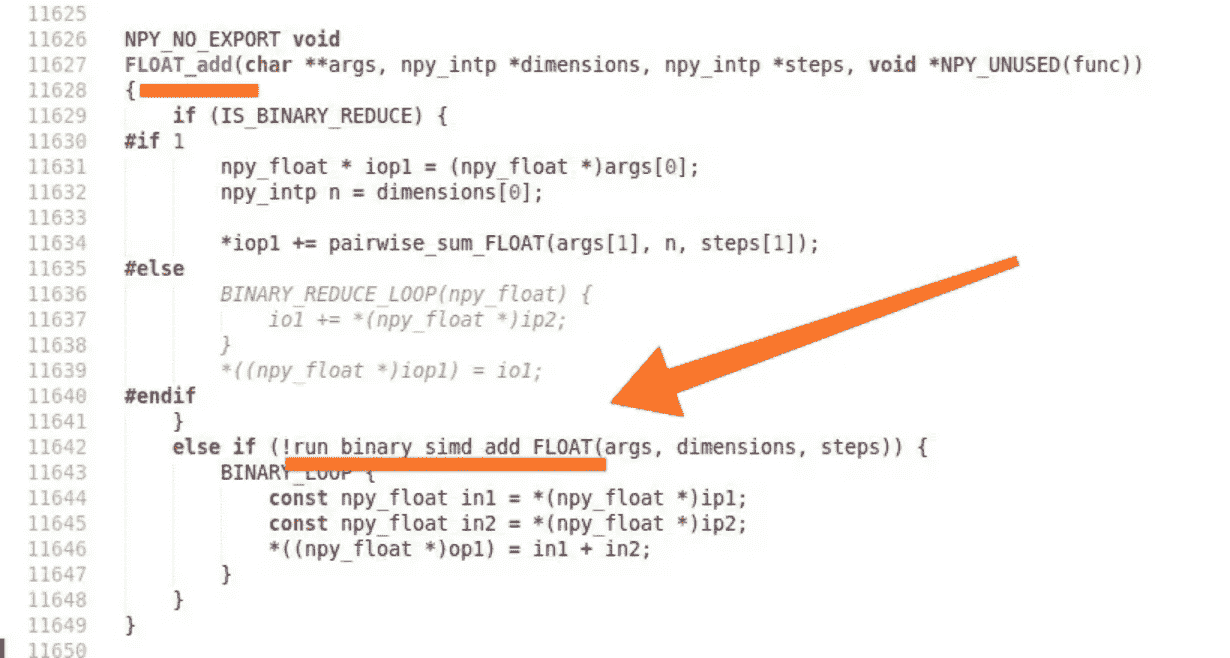 11625
11626 NPY_NO_EXPORT void
11627 FLOAT_add(char **args, npy_intp *dimensions, npy_intp *steps, void *NPY_UNUSED(func))
11628 {
11629 if (IS_BINARY_REDUCE) {
11630 #if 1
11631 npy_float * iop1 = (npy_float *)args[0];
11632 npy_intp n = dimensions[0];
11633
11634 *iop1 += pairwise_sum_FLOAT(args[1], n, steps[1]);
11635 #else
11636 BINARY_REDUCE_LOOP(npy_float) {
11637 io1 += *(npy_float *)ip2;
11638 }
11639 *((npy_float *)iop1) = io1;
11640 #endif
11641 }
11642 else if (!run_binary_simd_add_FLOAT(args, dimensions, steps)) {
11643 BINARY_LOOP {
11644 const npy_float in1 = *(npy_float *)ip1;
11645 const npy_float in2 = *(npy_float *)ip2;
11646 *((npy_float *)op1) = in1 + in2;
11647 }
11648 }
11649 }
11650